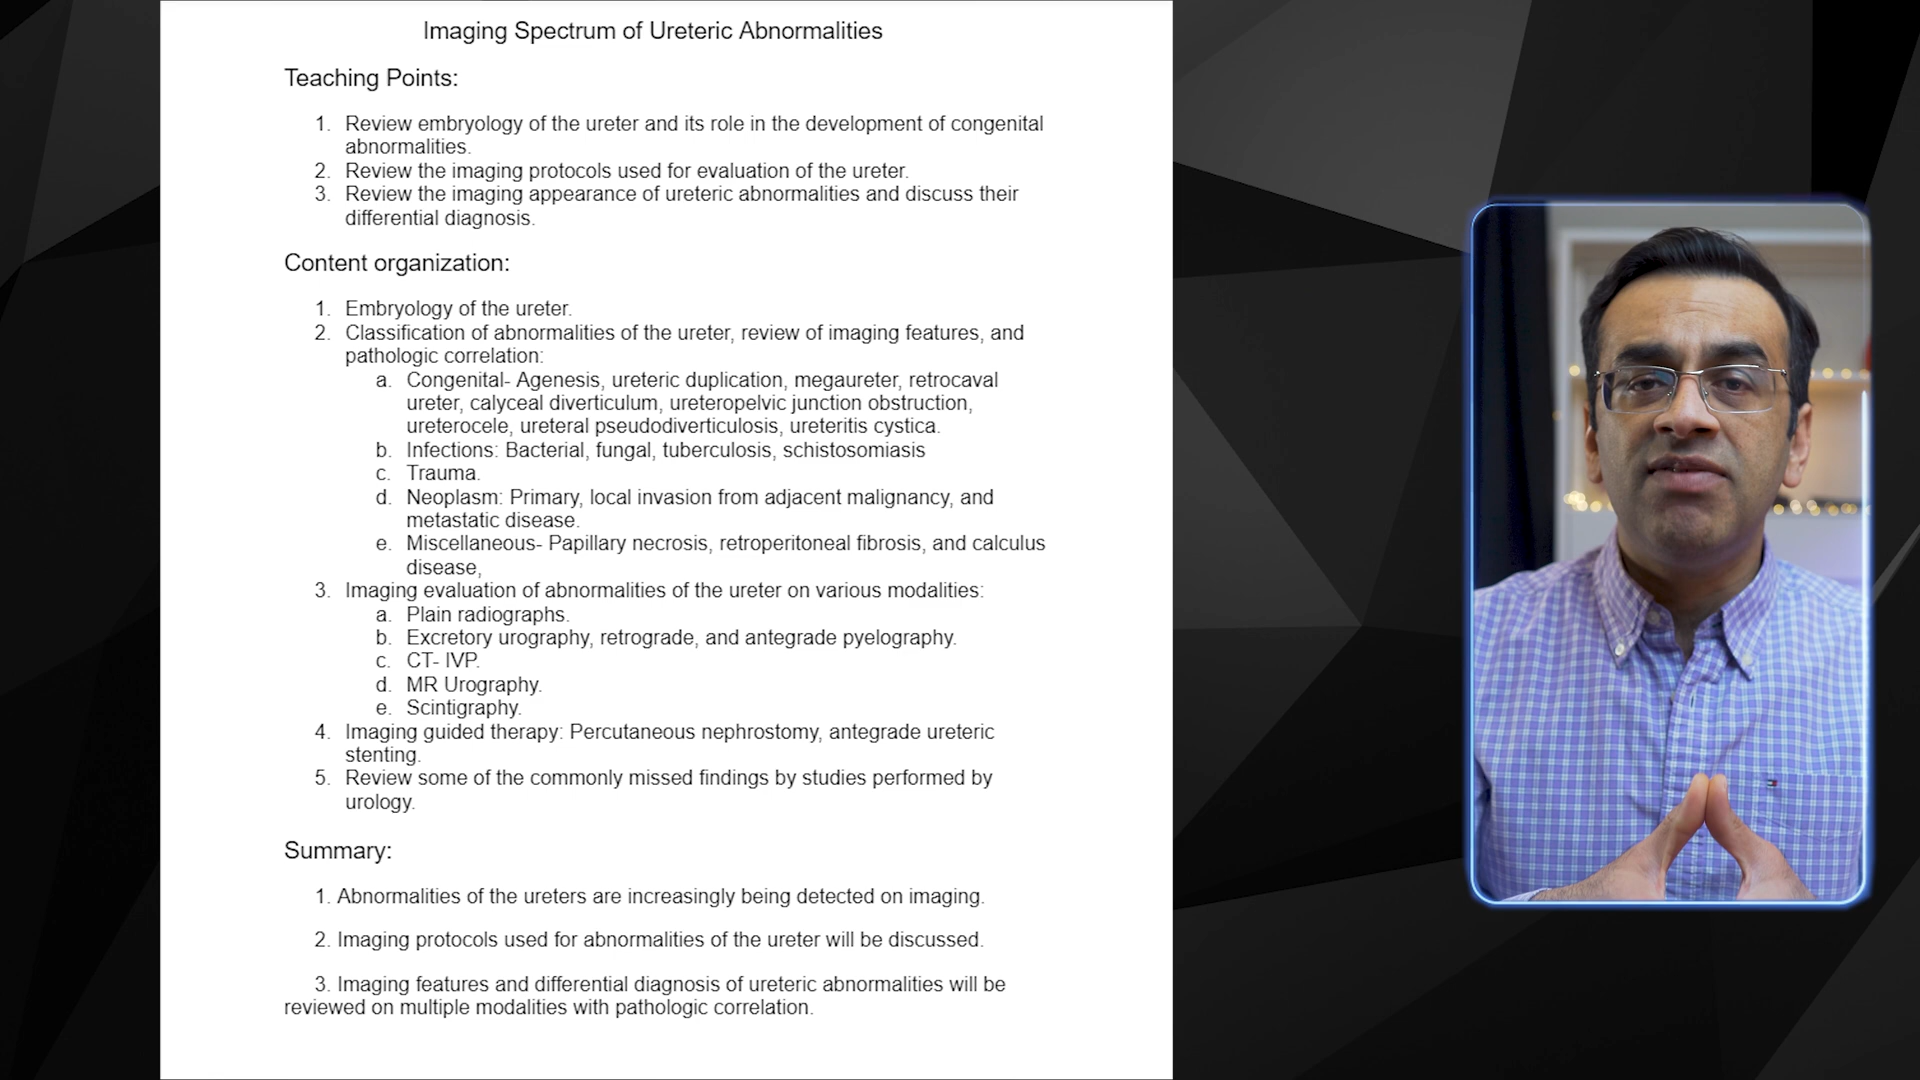 Imaging Spectrum of Ureteric Abnormalities
Teaching Points:
1. Review embryology of the ureter and its role in the development of congenital
abnormalities.
2. Review the imaging protocols used for evaluation of the ureter.
3. Review the imaging appearance of ureteric abnormalities and discuss their
differential diagnosis.
Content organization:
1. Embryology of the ureter.
2. Classification of abnormalities of the ureter, review of imaging features, and
pathologic correlation:
a. Congenital- Agenesis, ureteric duplication, megaureter, retrocaval
ureter, calyceal diverticulum, ureteropelvic junction obstruction,
ureterocele, ureteral pseudodiverticulosis, ureteritis cystica.
b. Infections: Bacterial, fungal, tuberculosis, schistosomiasis
c. Trauma.
d. Neoplasm: Primary, local invasion from adjacent malignancy, and
metastatic disease.
e. Miscellaneous- Papillary necrosis, retroperitoneal fibrosis, and calculus
disease,
3. Imaging evaluation of abnormalities of the ureter on various modalities:
a. Plain radiographs.
b. Excretory urography, retrograde, and antegrade pyelography.
c. CT- IVP.
d. MR Urography.
e. Scintigraphy.
4. Imaging guided therapy: Percutaneous nephrostomy, antegrade ureteric
stenting.
5. Review some of the commonly missed findings by studies performed by
urology.
Summary:
1. Abnormalities of the ureters are increasingly being detected on imaging.
2. Imaging protocols used for abnormalities of the ureter will be discussed.
3. Imaging features and differential diagnosis of ureteric abnormalities will be
reviewed on multiple modalities with pathologic correlation.